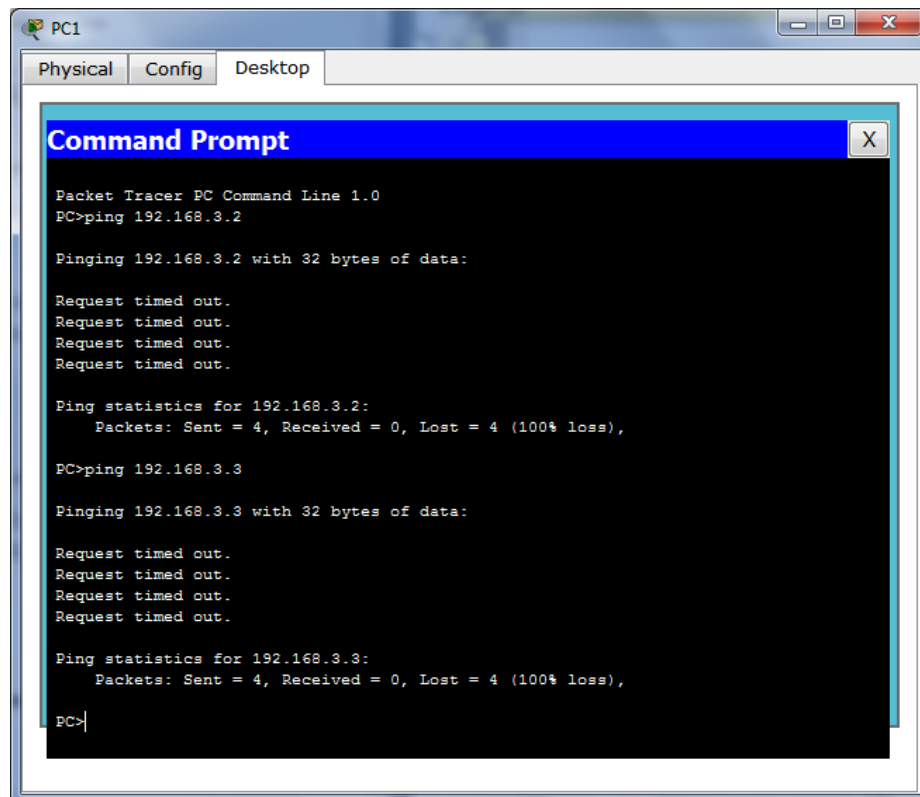 PC1
Physical Config Desktop
Command Prompt
X
Packet Tracer PC Command Line 1.0
PC>ping 192.168.3.2
Pinging 192.168.3.2 with 32 bytes of data:
Request timed out.
Request timed out.
Request timed out.
Request timed out.
Ping statistics for 192.168.3.2:
Packets: Sent = 4, Received = 0, Lost = 4 (100% loss),
PC>ping 192.168.3.3
Pinging 192.168.3.3 with 32 bytes of data:
Request timed out.
Request timed out.
Request timed out.
Request timed out.
Ping statistics for 192.168.3.3:
Packets: Sent = 4, Received = 0, Lost = 4 (100% loss),
PC>